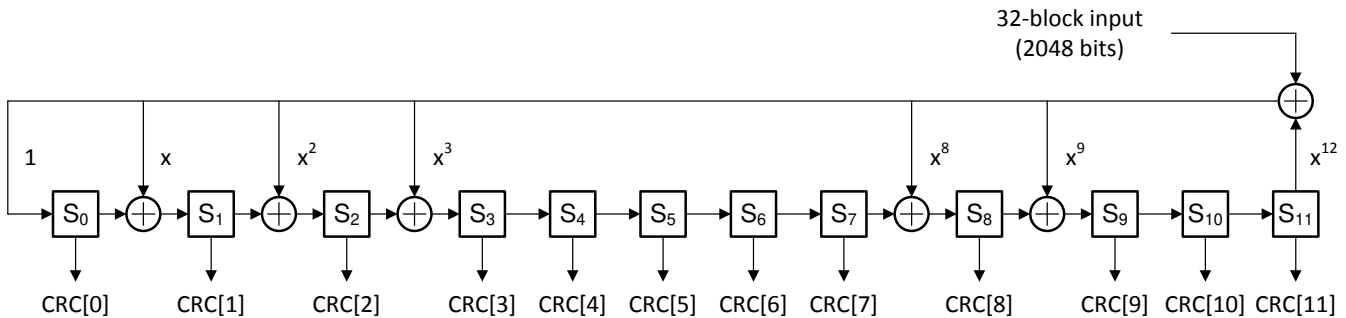 32-block input
(2048 bits)
1 x x² x³ x⁸ x⁹ x¹²
S₀ S₁ S₂ S₃ S₄ S₅ S₆ S₇ S₈ S₉ S₁₀ S₁₁
CRC[0] CRC[1] CRC[2] CRC[3] CRC[4] CRC[5] CRC[6] CRC[7] CRC[8] CRC[9] CRC[10] CRC[11]